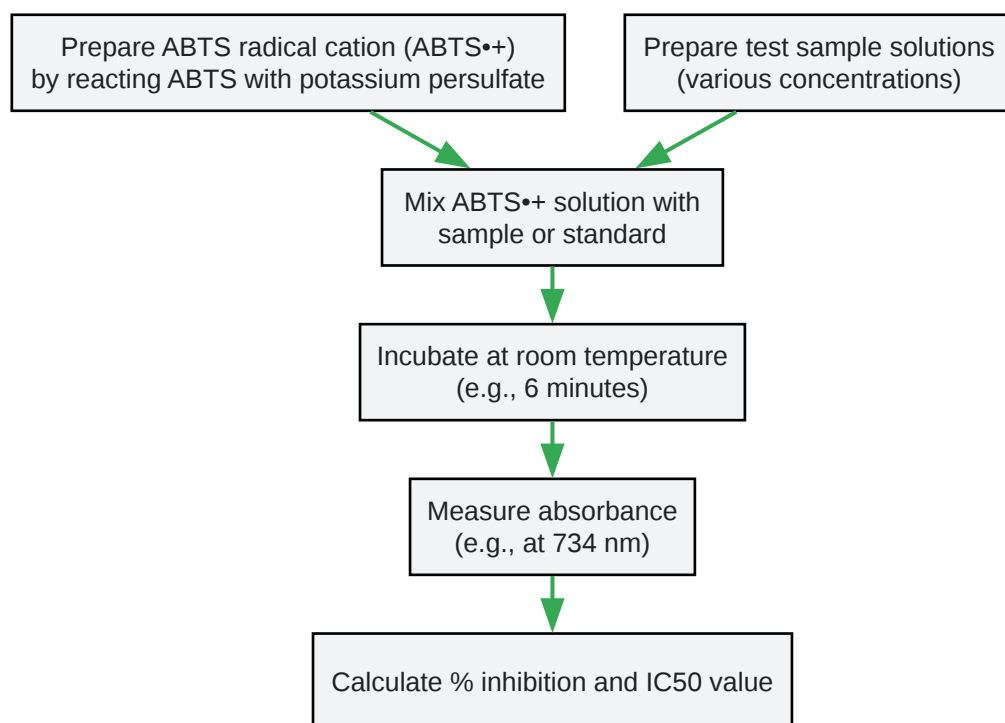 Prepare ABTS radical cation (ABTS•+)
by reacting ABTS with potassium persulfate
Prepare test sample solutions
(various concentrations)
Mix ABTS•+ solution with
sample or standard
Incubate at room temperature
(e.g., 6 minutes)
Measure absorbance
(e.g., at 734 nm)
Calculate % inhibition and IC50 value